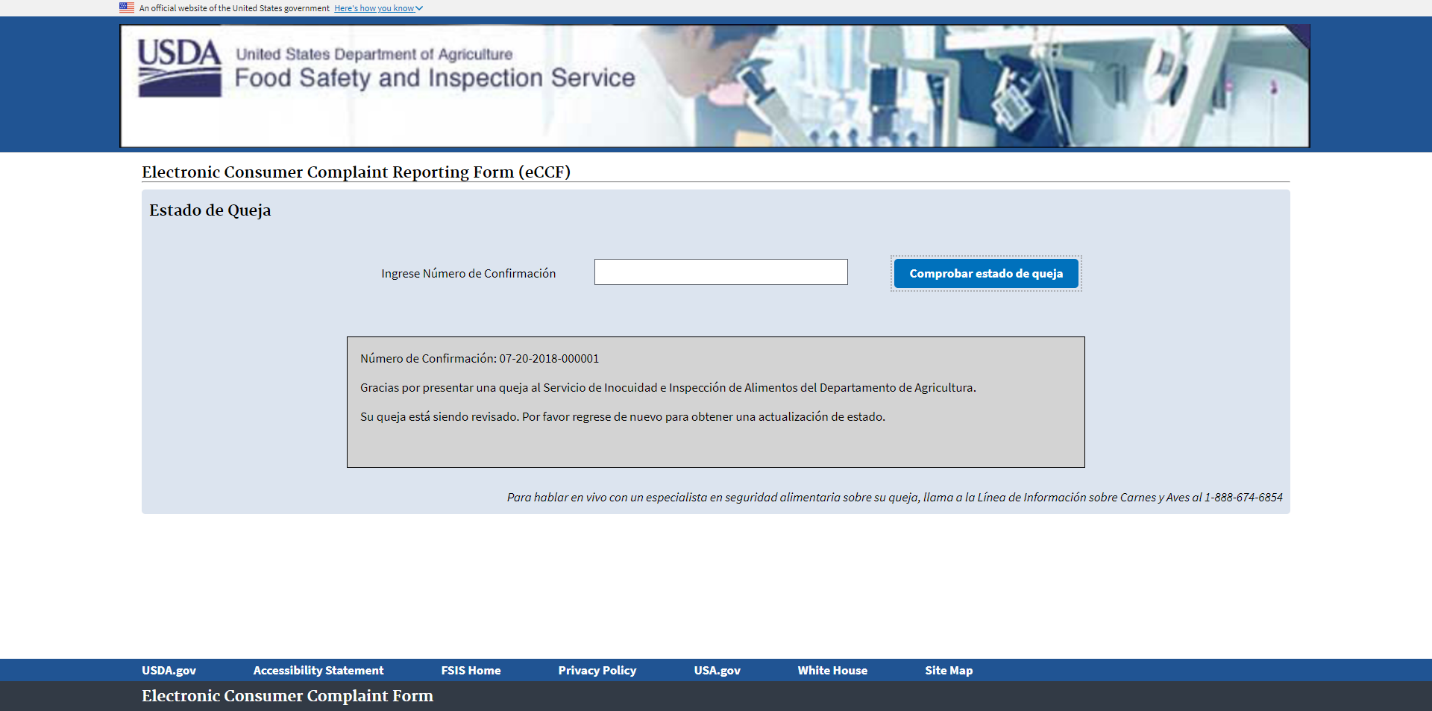 An official website of the United States government Here's how you know
USDA
United States Department of Agriculture
Food Safety and Inspection Service
Electronic Consumer Complaint Reporting Form (eCCF)
Estado de Queja
Ingrese Número de Confirmación
Comprobar estado de queja
Número de Confirmación: 07-20-2018-000001
Gracias por presentar una queja al Servicio de Inocuidad e Inspección de Alimentos del Departamento de Agricultura.
Su queja está siendo revisado. Por favor regrese de nuevo para obtener una actualización de estado.
Para hablar en vivo con un especialista en seguridad alimentaria sobre su queja, llama a la Línea de Información sobre Carnes y Aves al 1-888-674-6854
USDA.gov Accessibility Statement FSIS Home Privacy Policy USA.gov White House Site Map
Electronic Consumer Complaint Form